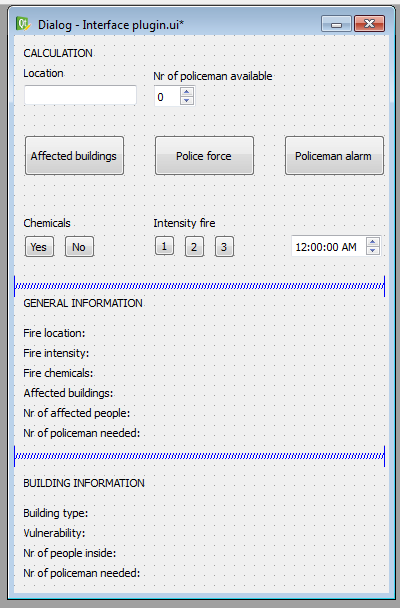 Dialog - Interface plugin.ui*
CALCULATION
Location
Nr of policeman available
0
Affected buildings
Police force
Policeman alarm
Chemicals
Intensity fire
Yes
No
1
2
3
12:00:00 AM
GENERAL INFORMATION
Fire location:
Fire intensity:
Fire chemicals:
Affected buildings:
Nr of affected people:
Nr of policeman needed:
BUILDING INFORMATION
Building type:
Vulnerability:
Nr of people inside:
Nr of policeman needed: